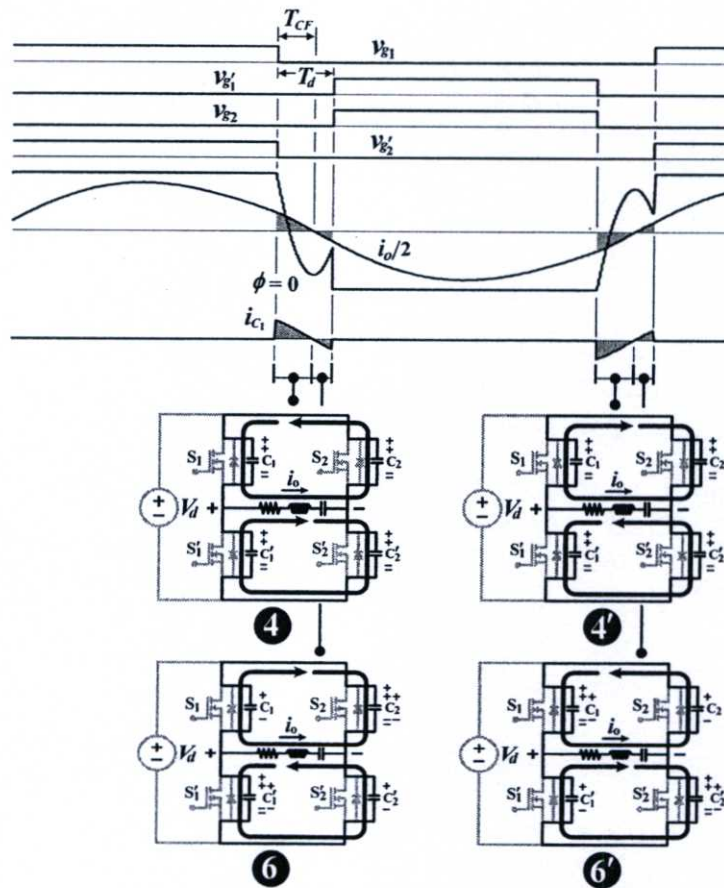 T_CF
v_g1
T_d
v_g1′
v_g2
v_g2′
i_o/2
ϕ = 0
i_C1
S1 + + C1 = S2 + + C2 =
i_o
V_d + −
S1′ + + C1′ = S2′ + + C2′ =
4
S1 + + C1 = S2 + + C2 =
i_o
V_d + −
S1′ + + C1′ = S2′ + + C2′ =
4′
S1 + C1 − S2 + ++ C2 = −
i_o
V_d + −
S1′ + ++ C1′ = − S2′ + C2′ −
6
S1 + ++ C1 = − S2 + C2 −
i_o
V_d + −
S1′ + C1′ − S2′ + ++ C2′ = −
6′